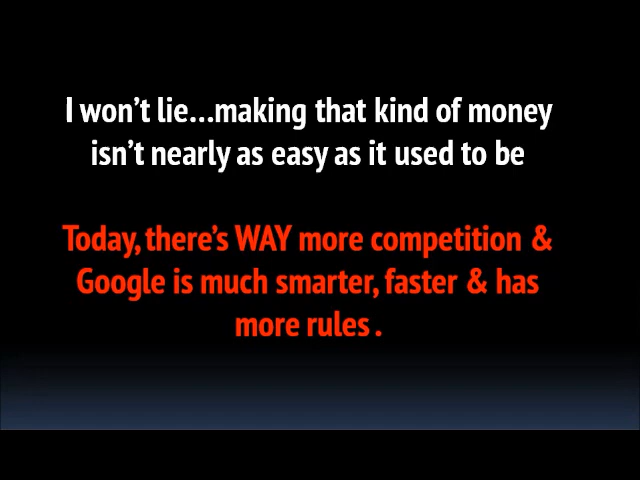 I won't lie...making that kind of money
isn't nearly as easy as it used to be
Today, there's WAY more competition &
Google is much smarter, faster & has
more rules .